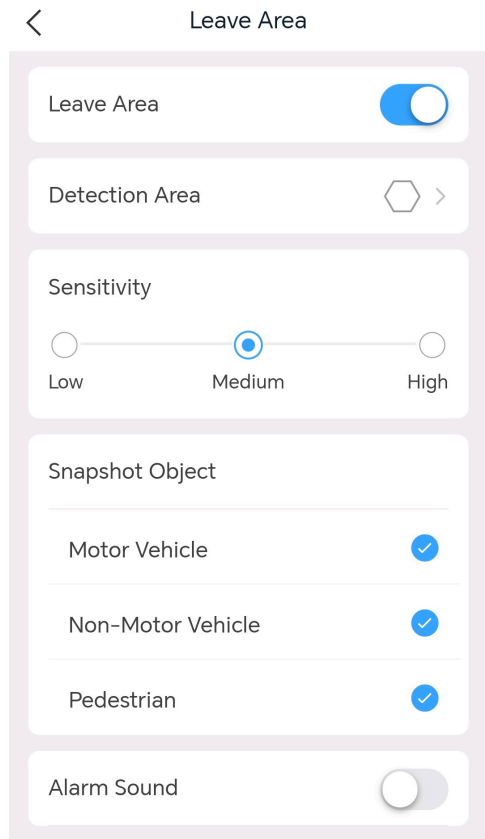 Leave Area
Leave Area
Detection Area
Sensitivity
Low Medium High
Snapshot Object
Motor Vehicle
Non-Motor Vehicle
Pedestrian
Alarm Sound